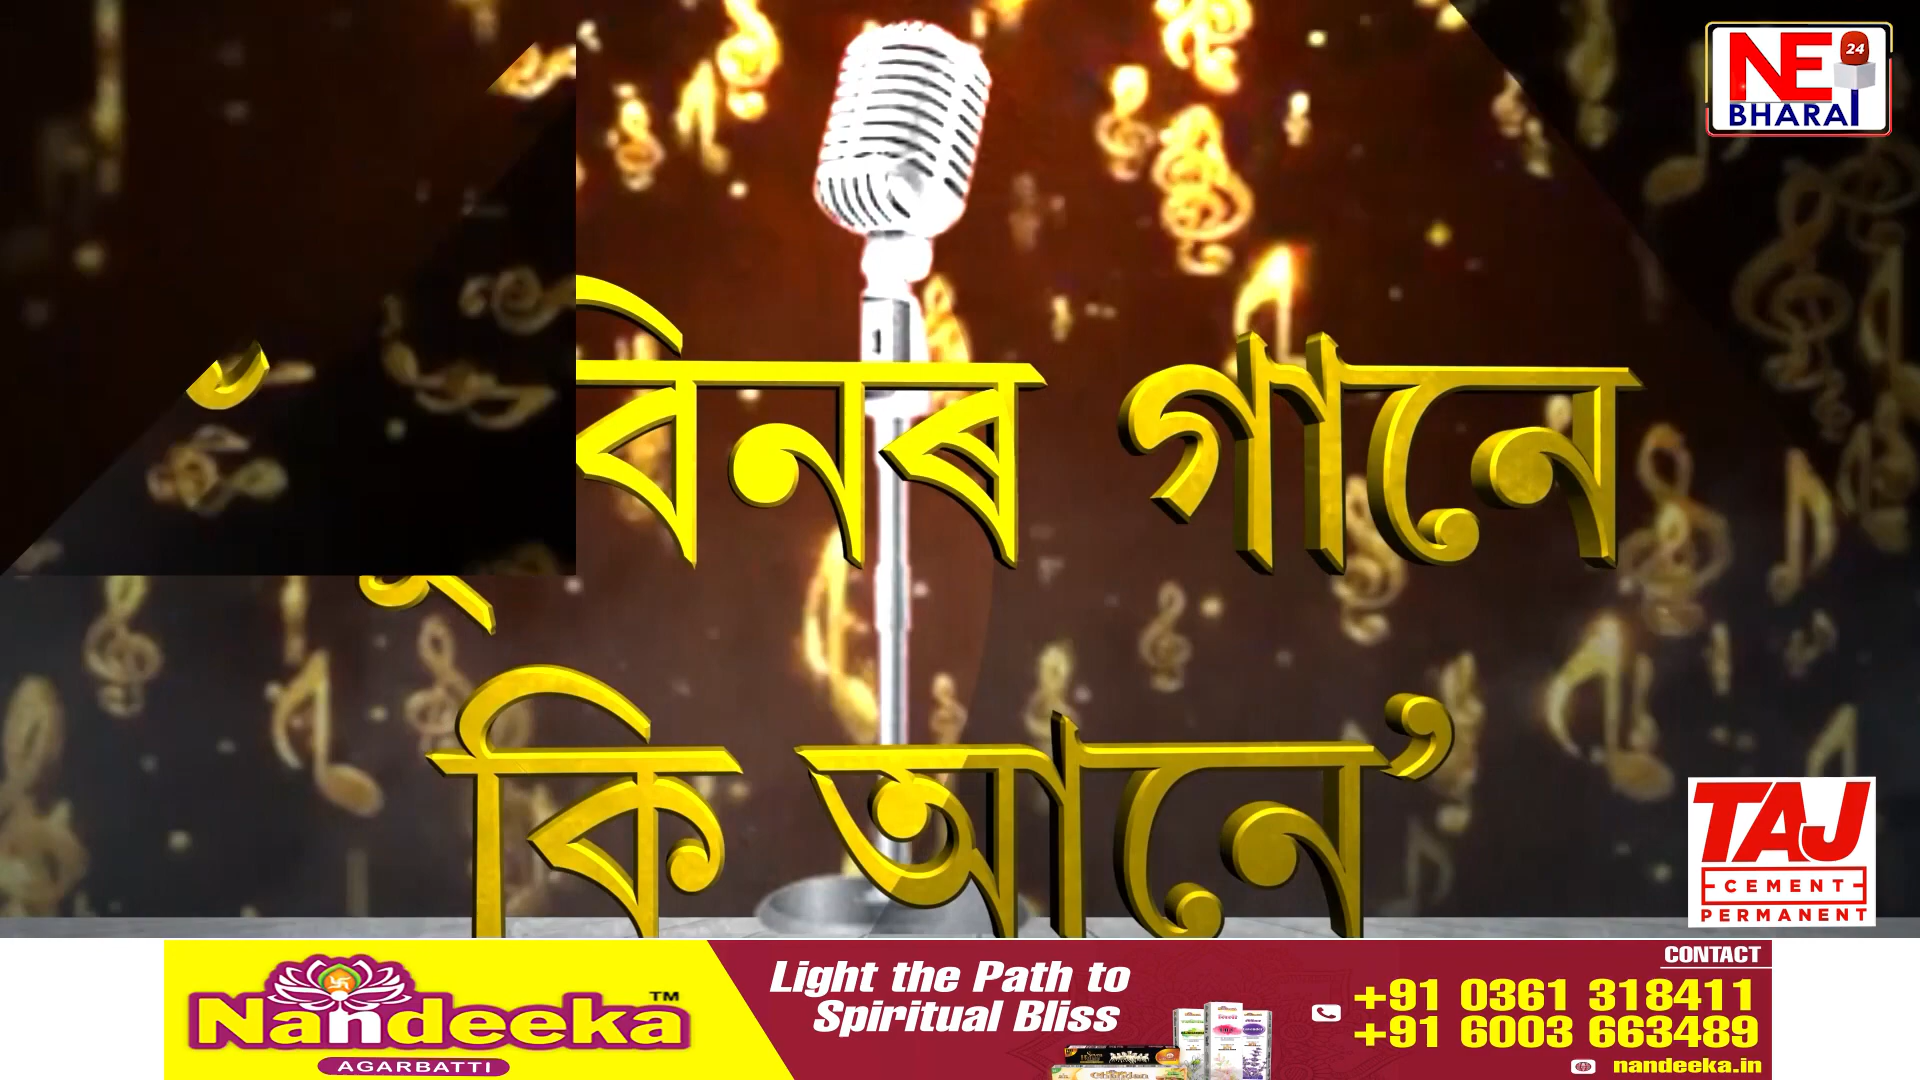 NE 24
BHARAT
বিনৰ গানে
কি আনে’
TAJ
CEMENT
PERMANENT
Nandeeka™
AGARBATTI
Light the Path to
Spiritual Bliss
CONTACT
+91 0361 318411
+91 6003 663489
nandeeka.in